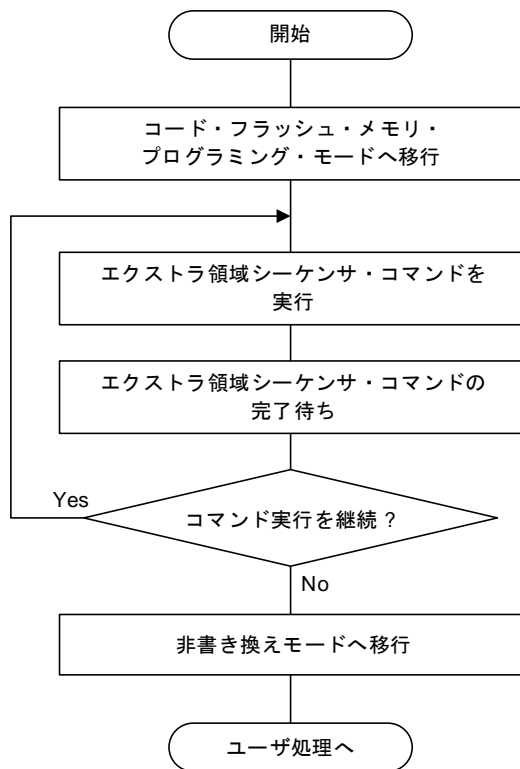 開始
コード・フラッシュ・メモリ・
プログラミング・モードへ移行
エクストラ領域シーケンサ・コマンドを
実行
エクストラ領域シーケンサ・コマンドの
完了待ち
Yes
コマンド実行を継続？
No
非書き換えモードへ移行
ユーザ処理へ